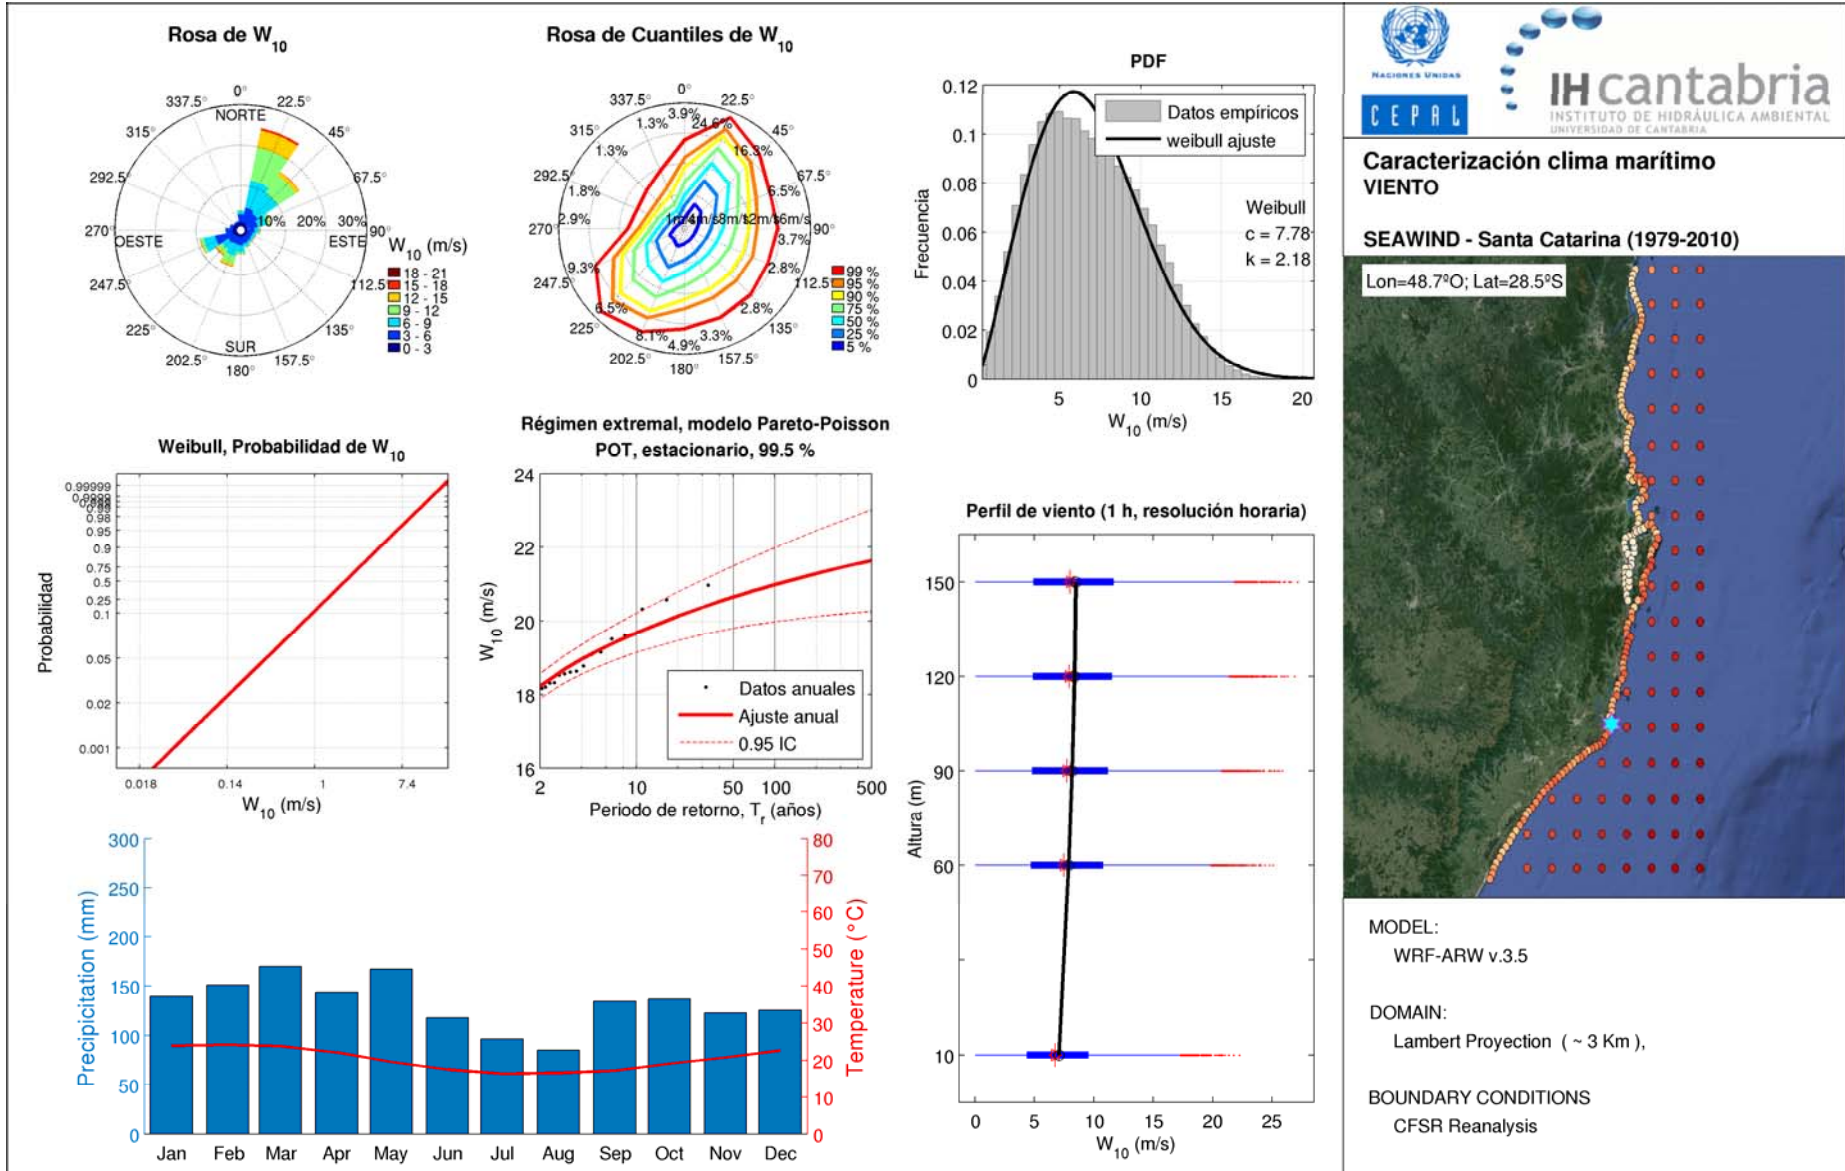 Rosa de W10
0°
337.5°
22.5°
NORTE
315°
45°
292.5°
67.5°
10% 20% 30%
270°
OESTE
ESTE
90°
247.5°
112.5°
225°
135°
SUR
202.5°
157.5°
180°
W10 (m/s)
18 - 21
15 - 18
12 - 15
9 - 12
6 - 9
3 - 6
0 - 3
Rosa de Cuantiles de W10
0°
337.5°
22.5°
3.9%
1.3%
24.6%
315°
45°
1.3%
16.3%
292.5°
67.5°
1.8%
6.5%
2.9%
270°
90°
3.7%
9.3%
2.8%
247.5°
112.5°
6.5%
2.8%
225°
135°
8.1%
3.3%
4.9%
202.5°
157.5°
180°
99 %
95 %
90 %
75 %
50 %
25 %
5 %
PDF
0.12
0.1
0.08
0.06
0.04
0.02
0
Frecuencia
Datos empíricos
weibull ajuste
Weibull
c = 7.78
k = 2.18
5 10 15 20
W10 (m/s)
NACIONES UNIDAS
CEPAL
IH cantabria
INSTITUTO DE HIDRÁULICA AMBIENTAL
UNIVERSIDAD DE CANTABRIA
Caracterización clima marítimo
VIENTO
SEAWIND - Santa Catarina (1979-2010)
Lon=48.7ºO; Lat=28.5ºS
Weibull, Probabilidad de W10
0.99999
0.9999
0.999
0.99
0.98
0.95
0.9
0.75
0.5
0.25
0.1
0.05
0.02
0.001
Probabilidad
0.018 0.14 1 7.4
W10 (m/s)
Régimen extremal, modelo Pareto-Poisson
POT, estacionario, 99.5 %
24
22
20
18
16
W10 (m/s)
Datos anuales
Ajuste anual
0.95 IC
2 10 50 100 500
Periodo de retorno, Tr (años)
Perfil de viento (1 h, resolución horaria)
150
120
90
60
10
Altura (m)
0 5 10 15 20 25
W10 (m/s)
300
250
200
150
100
50
0
Precipicitation (mm)
80
70
60
50
40
30
20
10
0
Temperature (°C)
Jan Feb Mar Apr May Jun Jul Aug Sep Oct Nov Dec
MODEL:
WRF-ARW v.3.5
DOMAIN:
Lambert Proyection ( ~ 3 Km ),
BOUNDARY CONDITIONS
CFSR Reanalysis